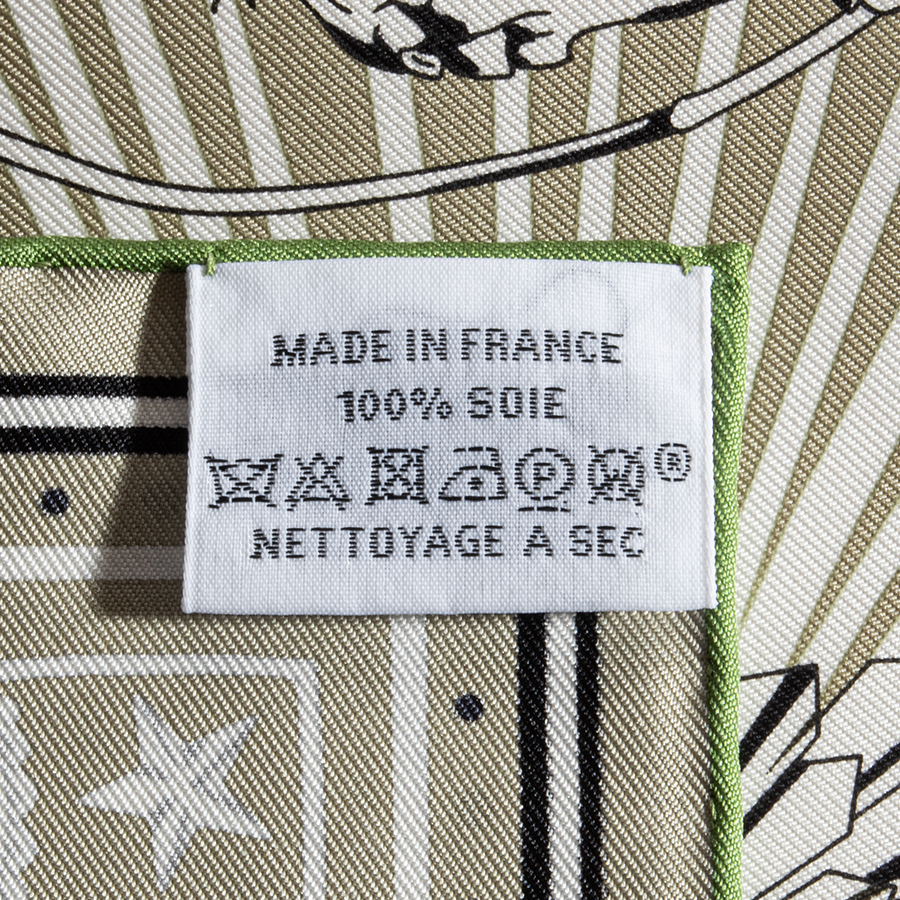 MADE IN FRANCE
100% SOIE
P ®
NETTOYAGE A SEC